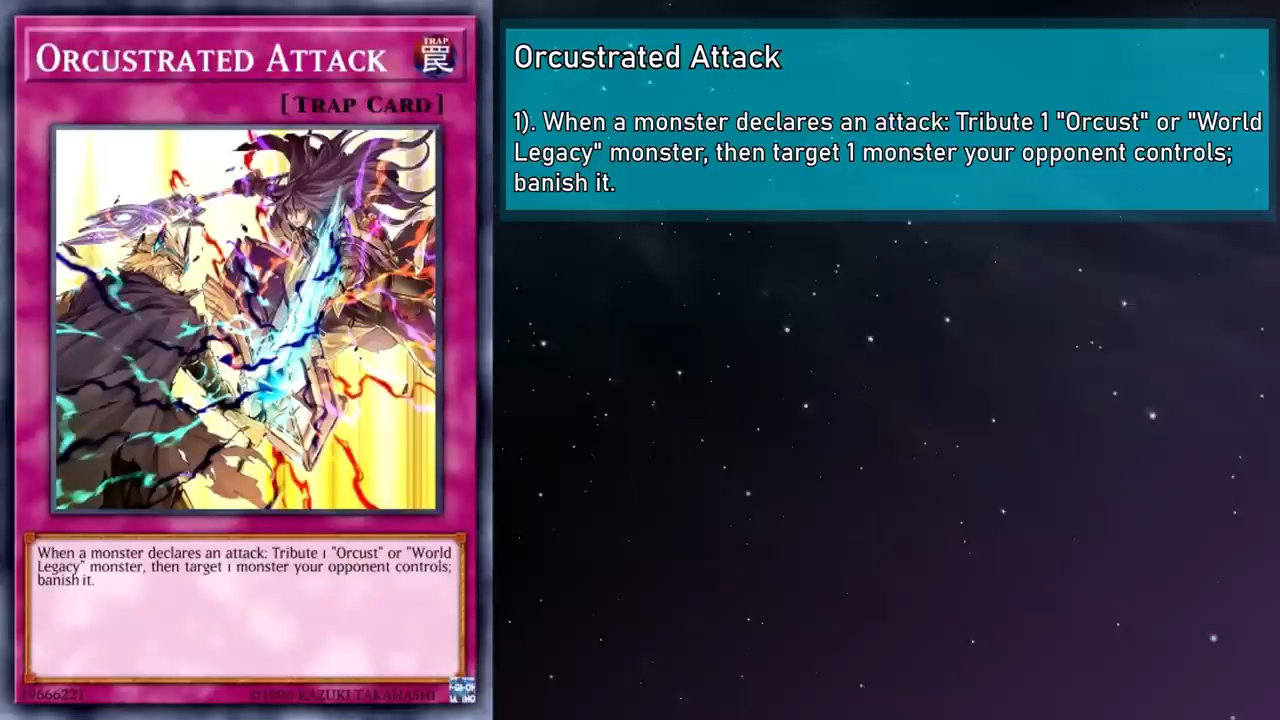 ORCUSTRATED ATTACK
TRAP
罠
[TRAP CARD]
When a monster declares an attack: Tribute 1 "Orcust" or "World
Legacy" monster, then target 1 monster your opponent controls;
banish it.
©1996 KAZUKI TAKAHASHI
Orcustrated Attack
1). When a monster declares an attack: Tribute 1 "Orcust" or "World
Legacy" monster, then target 1 monster your opponent controls;
banish it.